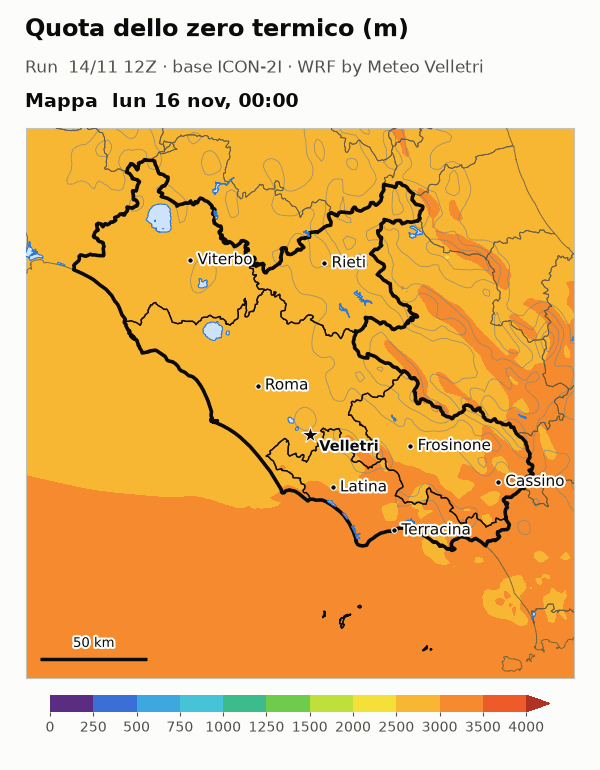 Quota dello zero termico (m)
Run  14/11 12Z · base ICON-2I · WRF by Meteo Velletri
Mappa  lun 16 nov, 00:00
Viterbo
Rieti
Roma
Velletri
Frosinone
Latina
Cassino
Terracina
50 km
0 250 500 750 1000 1250 1500 2000 2500 3000 3500 4000